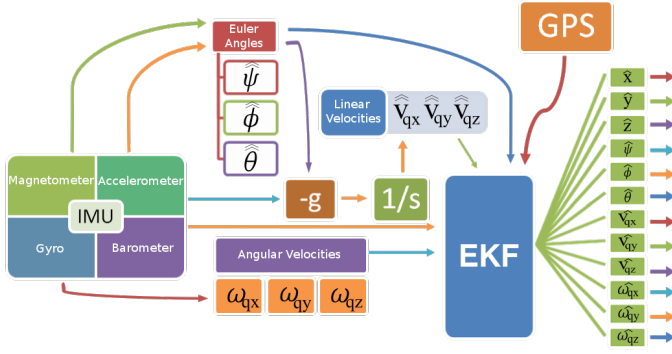 Euler
Angles
GPS
ψ̂̂
ϕ̂̂
θ̂̂
Linear
Velocities
v̂̂qx v̂̂qy v̂̂qz
Magnetometer
Accelerometer
IMU
Gyro
Barometer
-g
1/s
Angular Velocities
ωqx ωqy ωqz
EKF
x̂
ŷ
ẑ
ψ̂
ϕ̂
θ̂
v̂qx
v̂qy
v̂qz
ω̂qx
ω̂qy
ω̂qz